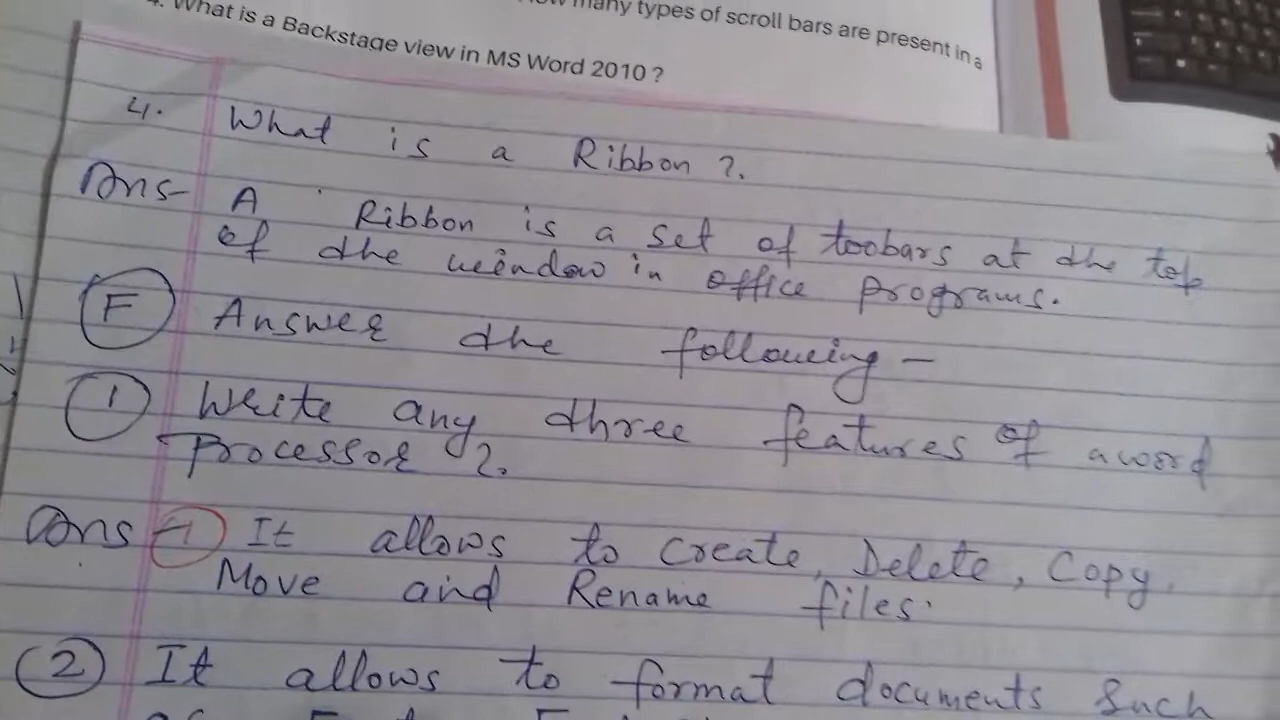 many types of scroll bars are present in a
4. What is a Backstage view in MS Word 2010 ?
4. What is a Ribbon ?.
Ans- A Ribbon is a set of toobars at the top
of the window in office programs.
F Answer the following -
1 Write any three features of a word
Processor ?.
Ans - 1 It allows to Create, Delete, Copy,
Move and Rename files.
2 It allows to format documents Such